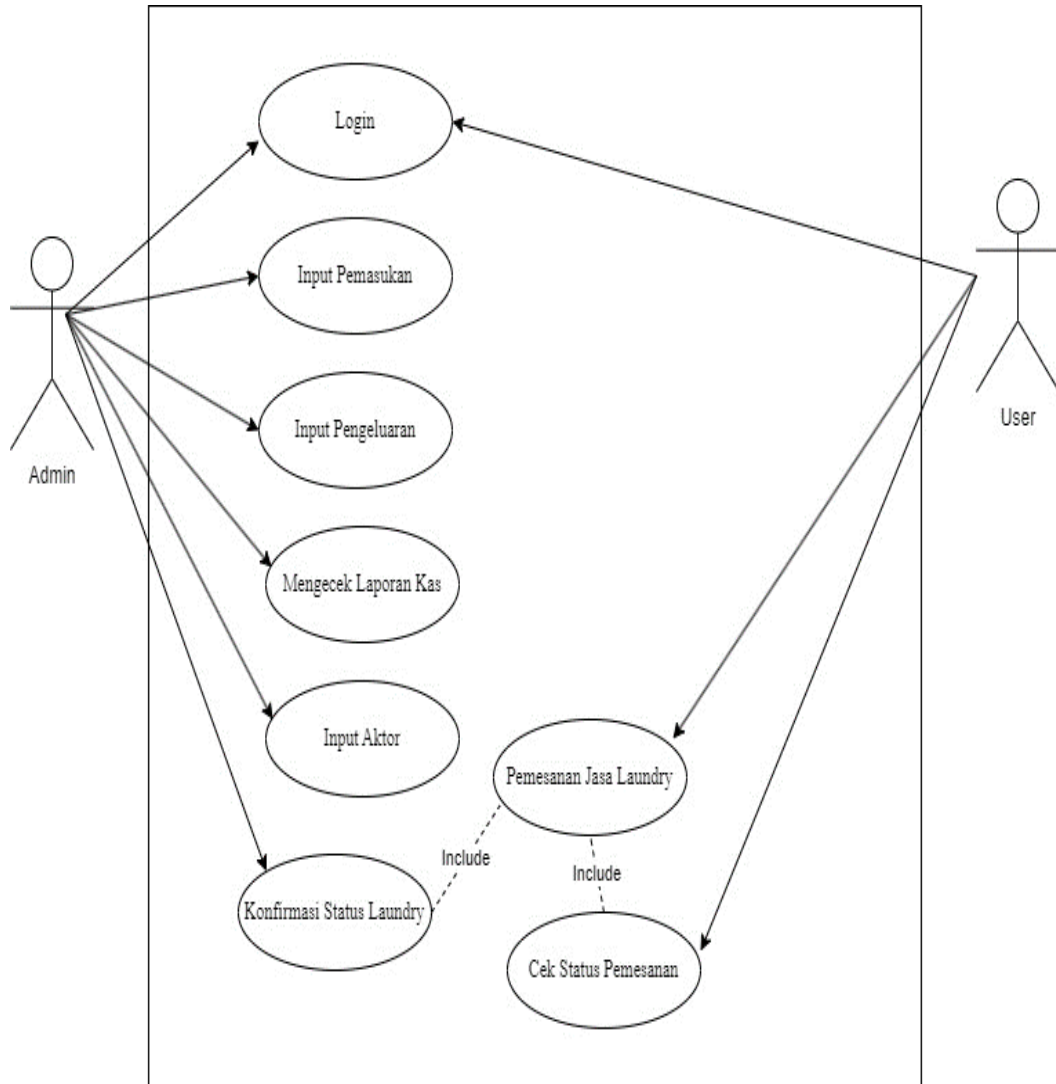 Login
Input Pemasukan
User
Input Pengeluaran
Admin
Mengecek Laporan Kas
Input Aktor
Pemesanan Jasa Laundry
Include
Include
Konfirmasi Status Laundry
Cek Status Pemesanan